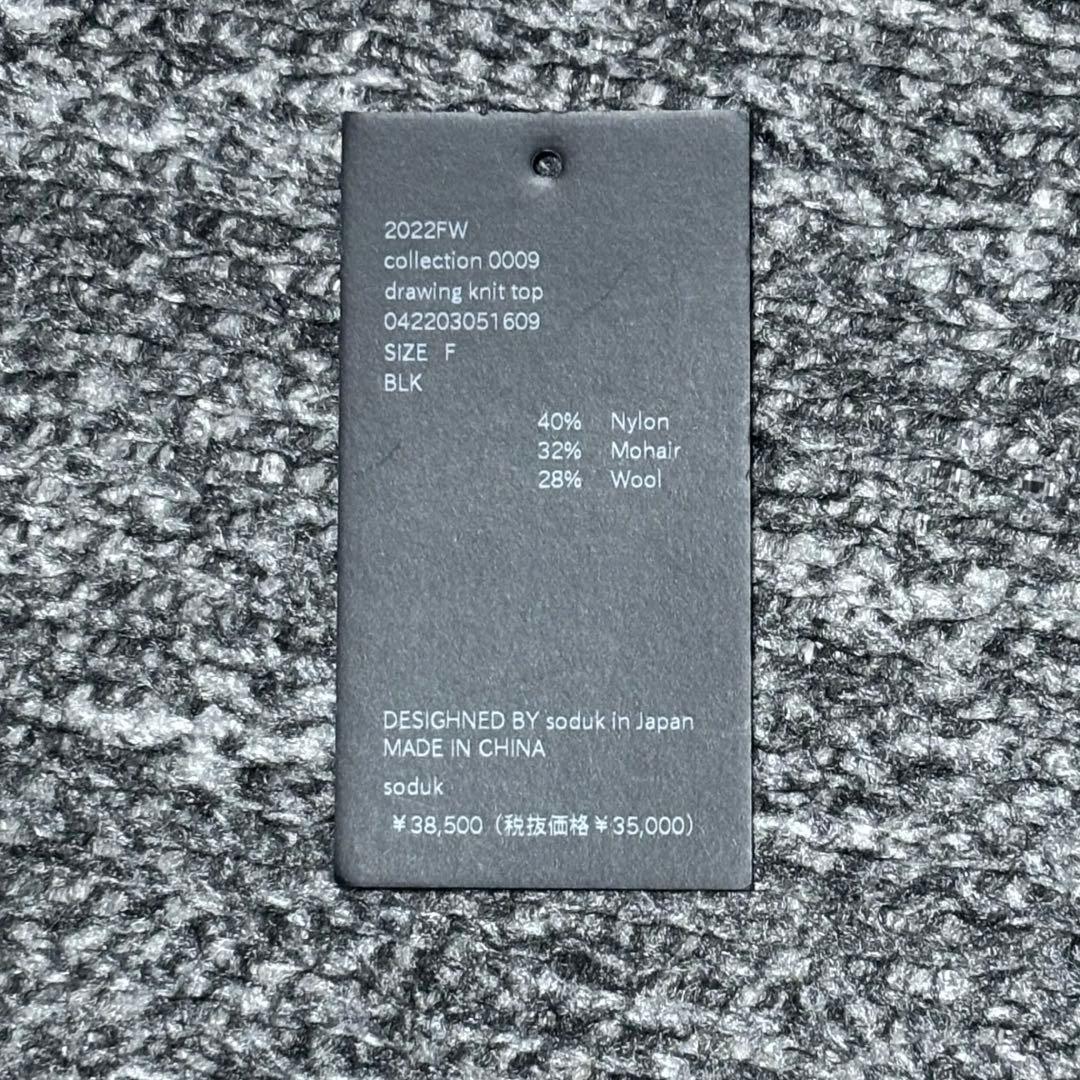 2022FW
collection 0009
drawing knit top
042203051609
SIZE F
BLK
40% Nylon
32% Mohair
28% Wool
DESIGHNED BY soduk in Japan
MADE IN CHINA
soduk
¥38,500(税抜価格¥35,000)